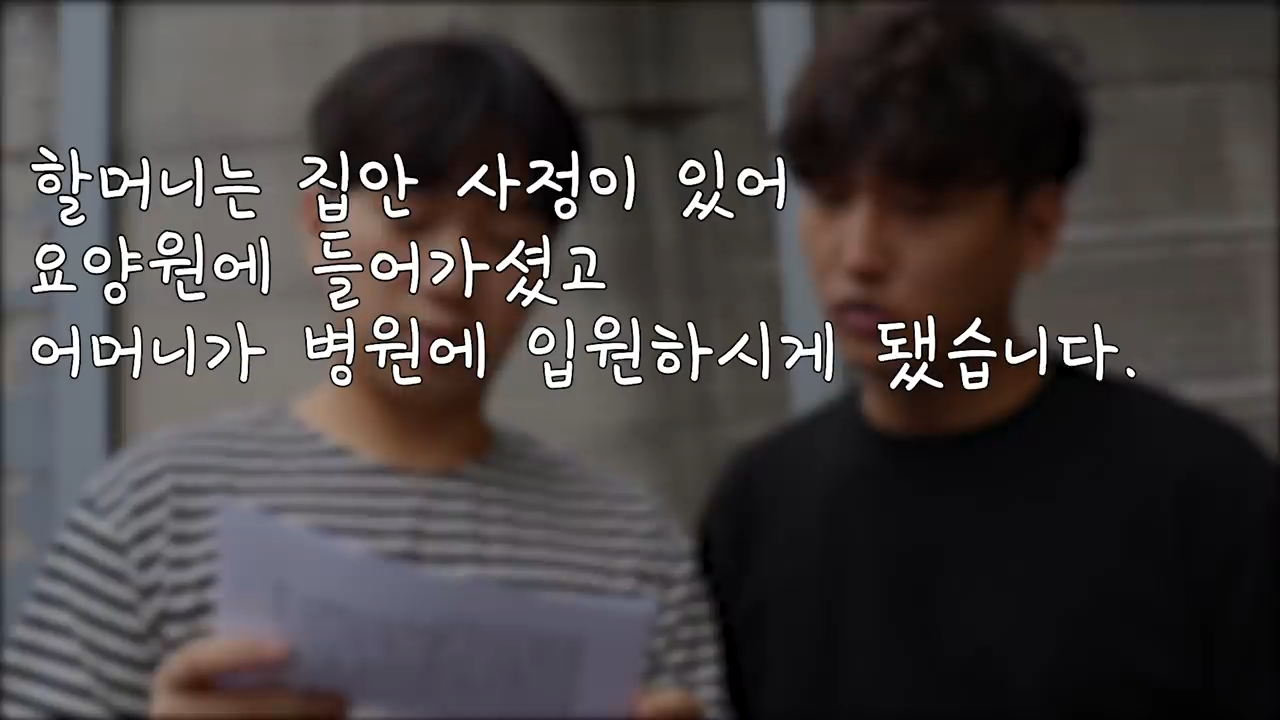 할머니는 집안 사정이 있어
요양원에 들어가셨고
어머니가 병원에 입원하시게 됐습니다.